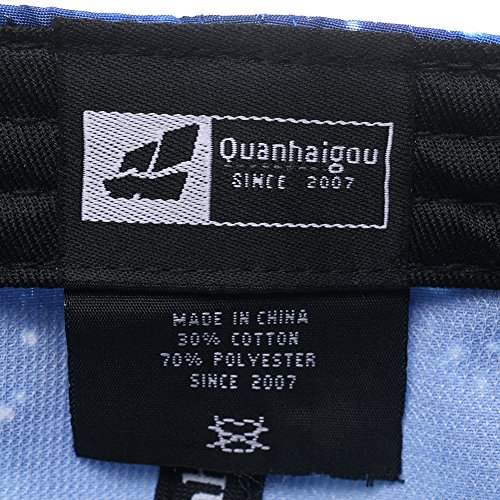 Quanhaigou
SINCE 2007
MADE IN CHINA
30% COTTON
70% POLYESTER
SINCE 2007